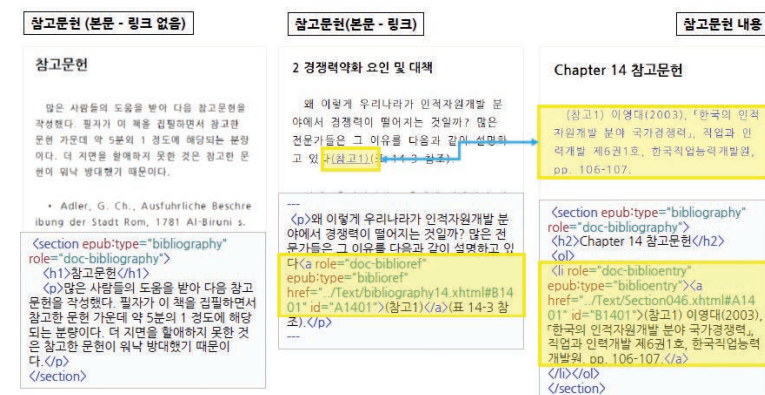 참고문헌 (본문 - 링크 없음)
참고문헌
많은 사람들의 도움을 받아 다음 참고문헌을
작성했다. 필자가 이 책을 집필하면서 참고한
문헌 가운데 약 5분의 1 정도에 해당되는 분량
이다. 더 지면을 할애하지 못한 것은 참고한 문
헌이 워낙 방대했기 때문이다.
• Adler, G. Ch., Ausfuhrliche Beschre
ibung der Stadt Rom, 1781 Al-Biruni s.
<section epub:type="bibliography"
role="doc-bibliography">
<h1>참고문헌</h1>
<p>많은 사람들의 도움을 받아 다음 참고
문헌을 작성했다. 필자가 이 책을 집필하면서
참고한 문헌 가운데 약 5분의 1 정도에 해당
되는 분량이다. 더 지면을 할애하지 못한 것
은 참고한 문헌이 워낙 방대했기 때문이
다.</p>
</section>
참고문헌(본문 - 링크)
2 경쟁력약화 요인 및 대책
왜 이렇게 우리나라가 인적자원개발 분
야에서 경쟁력이 떨어지는 것일까? 많은
전문가들은 그 이유를 다음과 같이 설명하
고 있다(참고1)(표 14-3 참조).
---
<p>왜 이렇게 우리나라가 인적자원개발 분
야에서 경쟁력이 떨어지는 것일까? 많은 전
문가들은 그 이유를 다음과 같이 설명하고 있
다<a role="doc-biblioref"
epub:type="biblioref"
href="../Text/bibliography14.xhtml#B14
01" id="A1401">(참고1)</a>(표 14-3 참
조).</p>
---
참고문헌 내용
Chapter 14 참고문헌
(참고1) 이영대(2003), 「한국의 인적
자원개발 분야 국가경쟁력」, 직업과 인
력개발 제6권1호, 한국직업능력개발원,
pp. 106-107.
<section epub:type="bibliography"
role="doc-bibliography">
<h2>Chapter 14 참고문헌</h2>
<ol>
<li role="doc-biblioentry"
epub:type="biblioentry"><a
href="../Text/Section046.xhtml#A14
01" id="B1401">(참고1) 이영대(2003),
「한국의 인적자원개발 분야 국가경쟁력」,
직업과 인력개발 제6권1호, 한국직업능력
개발원, pp. 106-107.</a>
</li></ol>
</section>